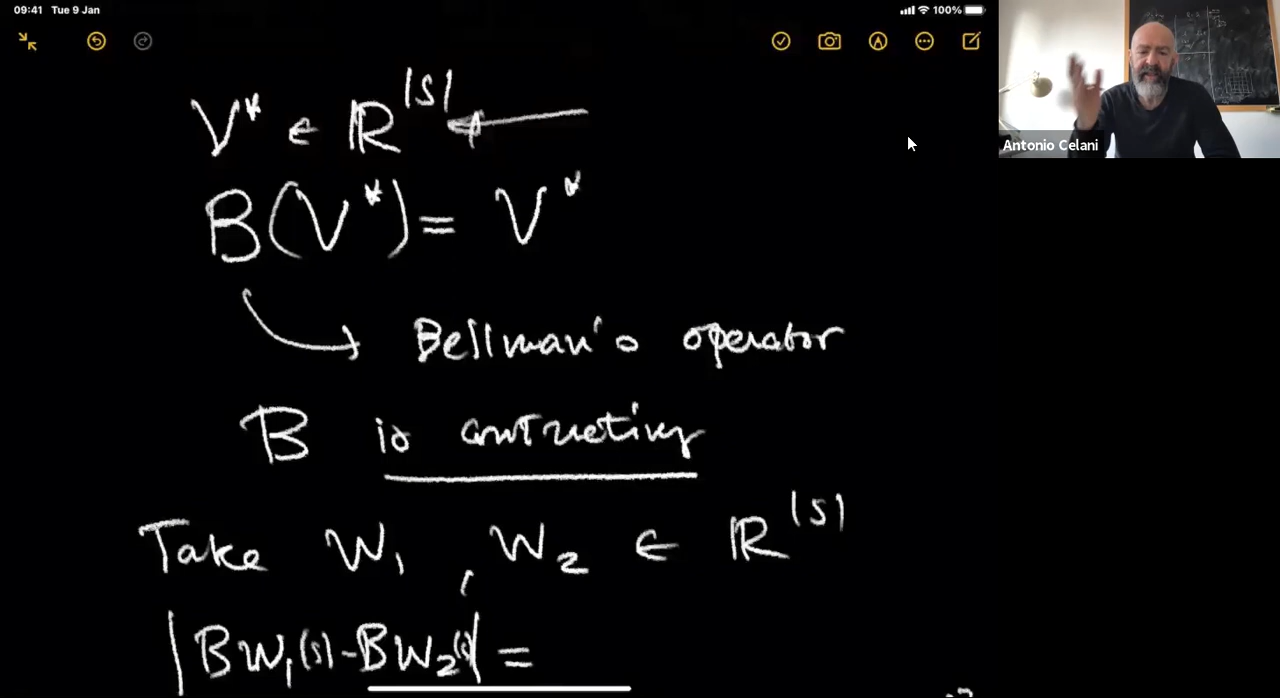 09:41 Tue 9 Jan 100%
Antonio Celani
V* ∈ ℝ^|S|
B(V*) = V*
Bellman's operator
B is contracting
Take W₁, W₂ ∈ ℝ^|S|
|BW₁(s) - BW₂(s)| =